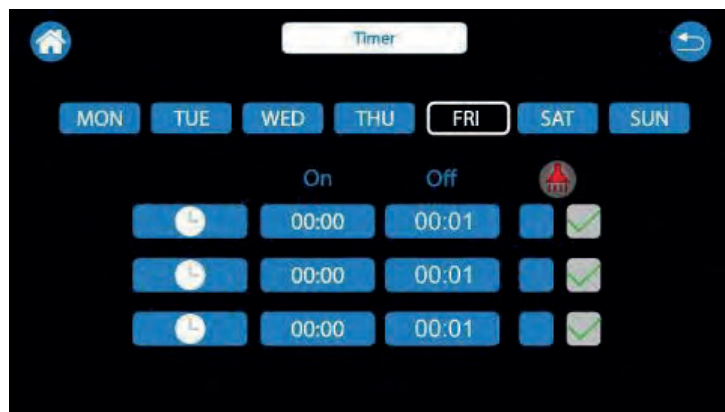 Timer
MON TUE WED THU FRI SAT SUN
On Off
00:00 00:01
00:00 00:01
00:00 00:01